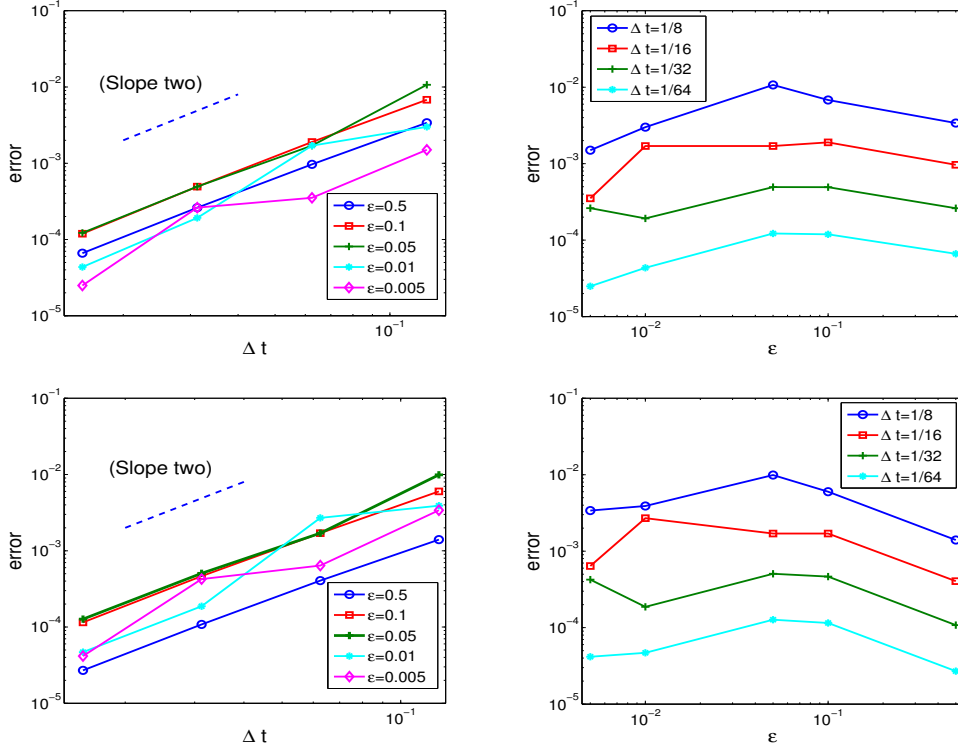 10^-1
10^-2
10^-3
10^-4
10^-5
error
(Slope two)
ε=0.5
ε=0.1
ε=0.05
ε=0.01
ε=0.005
10^-1
Δ t
10^-1
10^-2
10^-3
10^-4
10^-5
error
Δ t=1/8
Δ t=1/16
Δ t=1/32
Δ t=1/64
10^-2
10^-1
ε
10^-1
10^-2
10^-3
10^-4
10^-5
error
(Slope two)
ε=0.5
ε=0.1
ε=0.05
ε=0.01
ε=0.005
10^-1
Δ t
10^-1
10^-2
10^-3
10^-4
10^-5
error
Δ t=1/8
Δ t=1/16
Δ t=1/32
Δ t=1/64
10^-2
10^-1
ε